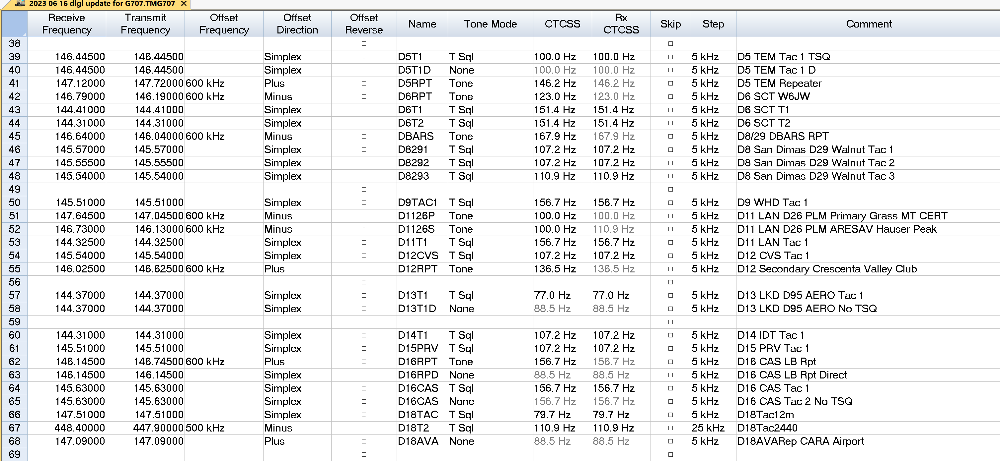 2023 06 16 digi update for G707.TMG707 ✕
Receive Frequency Transmit Frequency Offset Frequency Offset Direction Offset Reverse Name Tone Mode CTCSS Rx CTCSS Skip Step Comment
38
39 146.44500 146.44500 Simplex D5T1 T Sql 100.0 Hz 100.0 Hz 5 kHz D5 TEM Tac 1 TSQ
40 146.44500 146.44500 Simplex D5T1D None 100.0 Hz 100.0 Hz 5 kHz D5 TEM Tac 1 D
41 147.12000 147.72000 600 kHz Plus D5RPT Tone 146.2 Hz 146.2 Hz 5 kHz D5 TEM Repeater
42 146.79000 146.19000 600 kHz Minus D6RPT Tone 123.0 Hz 123.0 Hz 5 kHz D6 SCT W6JW
43 144.41000 144.41000 Simplex D6T1 T Sql 151.4 Hz 151.4 Hz 5 kHz D6 SCT T1
44 144.31000 144.31000 Simplex D6T2 T Sql 151.4 Hz 151.4 Hz 5 kHz D6 SCT T2
45 146.64000 146.04000 600 kHz Minus DBARS Tone 167.9 Hz 167.9 Hz 5 kHz D8/29 DBARS RPT
46 145.57000 145.57000 Simplex D8291 T Sql 107.2 Hz 107.2 Hz 5 kHz D8 San Dimas D29 Walnut Tac 1
47 145.55500 145.55500 Simplex D8292 T Sql 107.2 Hz 107.2 Hz 5 kHz D8 San Dimas D29 Walnut Tac 2
48 145.54000 145.54000 Simplex D8293 T Sql 110.9 Hz 110.9 Hz 5 kHz D8 San Dimas D29 Walnut Tac 3
49
50 145.51000 145.51000 Simplex D9TAC1 T Sql 156.7 Hz 156.7 Hz 5 kHz D9 WHD Tac 1
51 147.64500 147.04500 600 kHz Minus D1126P Tone 100.0 Hz 100.0 Hz 5 kHz D11 LAN D26 PLM Primary Grass MT CERT
52 146.73000 146.13000 600 kHz Minus D1126S Tone 100.0 Hz 110.9 Hz 5 kHz D11 LAN D26 PLM ARESAV Hauser Peak
53 144.32500 144.32500 Simplex D11T1 T Sql 156.7 Hz 156.7 Hz 5 kHz D11 LAN Tac 1
54 145.54000 145.54000 Simplex D12CVS T Sql 107.2 Hz 107.2 Hz 5 kHz D12 CVS Tac 1
55 146.02500 146.62500 600 kHz Plus D12RPT Tone 136.5 Hz 136.5 Hz 5 kHz D12 Secondary Crescenta Valley Club
56
57 144.37000 144.37000 Simplex D13T1 T Sql 77.0 Hz 77.0 Hz 5 kHz D13 LKD D95 AERO Tac 1
58 144.37000 144.37000 Simplex D13T1D None 88.5 Hz 88.5 Hz 5 kHz D13 LKD D95 AERO No TSQ
59
60 144.31000 144.31000 Simplex D14T1 T Sql 107.2 Hz 107.2 Hz 5 kHz D14 IDT Tac 1
61 145.51000 145.51000 Simplex D15PRV T Sql 107.2 Hz 107.2 Hz 5 kHz D15 PRV Tac 1
62 146.14500 146.74500 600 kHz Plus D16RPT Tone 156.7 Hz 156.7 Hz 5 kHz D16 CAS LB Rpt
63 146.14500 146.14500 Simplex D16RPD None 88.5 Hz 88.5 Hz 5 kHz D16 CAS LB Rpt Direct
64 145.63000 145.63000 Simplex D16CAS T Sql 156.7 Hz 156.7 Hz 5 kHz D16 CAS Tac 1
65 145.63000 145.63000 Simplex D16CAS None 156.7 Hz 156.7 Hz 5 kHz D16 CAS Tac 2 No TSQ
66 147.51000 147.51000 Simplex D18TAC T Sql 79.7 Hz 79.7 Hz 5 kHz D18Tac12m
67 448.40000 447.90000 500 kHz Minus D18T2 T Sql 110.9 Hz 110.9 Hz 25 kHz D18Tac2440
68 147.09000 147.09000 Plus D18AVA None 88.5 Hz 88.5 Hz 5 kHz D18AVARep CARA Airport
69